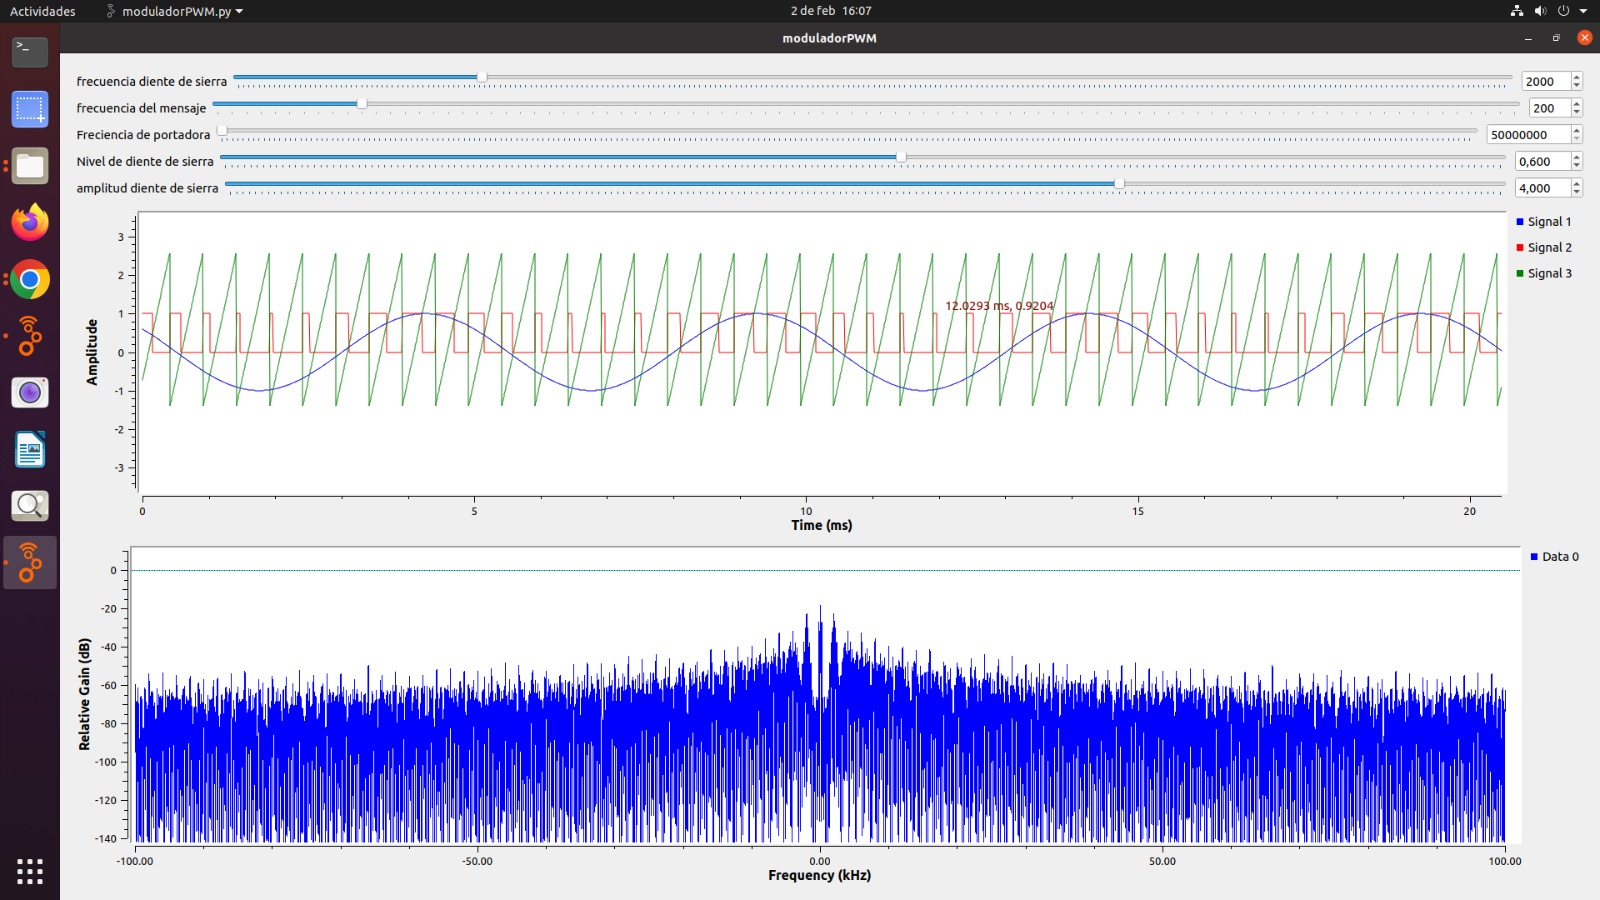 Actividades moduladorPWM.py 2 de feb 16:07
moduladorPWM
frecuencia diente de sierra 2000
frecuencia del mensaje 200
Freciencia de portadora 50000000
Nivel de diente de sierra 0,600
amplitud diente de sierra 4,000
Signal 1
Signal 2
Signal 3
12.0293 ms, 0.9204
Amplitude
3
2
1
0
-1
-2
-3
0 5 10 15 20
Time (ms)
Data 0
Relative Gain (dB)
0
-20
-40
-60
-80
-100
-120
-140
-100.00 -50.00 0.00 50.00 100.00
Frequency (kHz)